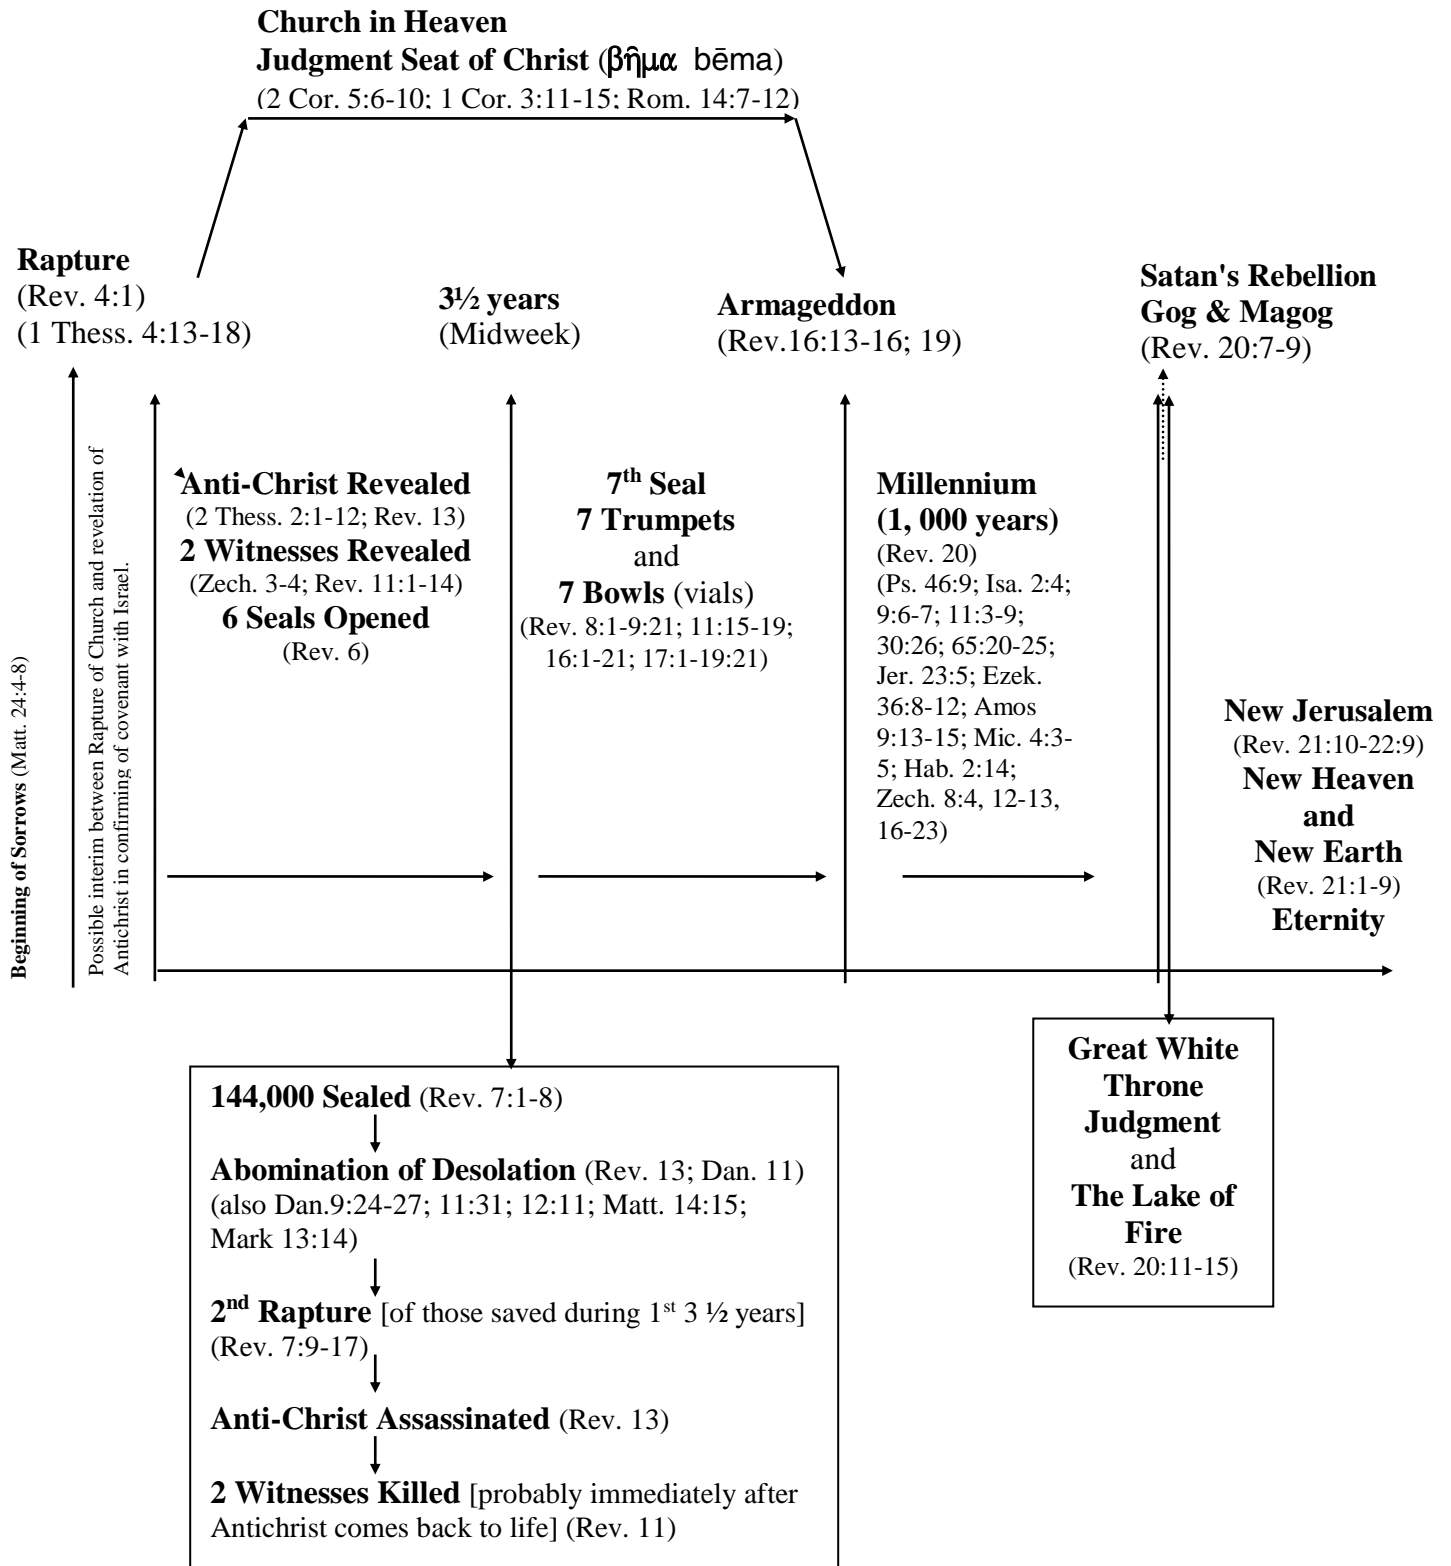 Church in Heaven
Judgment Seat of Christ (βῆμα bēma)
(2 Cor. 5:6-10; 1 Cor. 3:11-15; Rom. 14:7-12)
Rapture
(Rev. 4:1)
(1 Thess. 4:13-18)
3½ years
(Midweek)
Armageddon
(Rev.16:13-16; 19)
Satan's Rebellion
Gog & Magog
(Rev. 20:7-9)
Beginning of Sorrows (Matt. 24:4-8)
Possible interim between Rapture of Church and revelation of
Antichrist in confirming of covenant with Israel.
Anti-Christ Revealed
(2 Thess. 2:1-12; Rev. 13)
2 Witnesses Revealed
(Zech. 3-4; Rev. 11:1-14)
6 Seals Opened
(Rev. 6)
7th Seal
7 Trumpets
and
7 Bowls (vials)
(Rev. 8:1-9:21; 11:15-19;
16:1-21; 17:1-19:21)
Millennium
(1, 000 years)
(Rev. 20)
(Ps. 46:9; Isa. 2:4;
9:6-7; 11:3-9;
30:26; 65:20-25;
Jer. 23:5; Ezek.
36:8-12; Amos
9:13-15; Mic. 4:3-
5; Hab. 2:14;
Zech. 8:4, 12-13,
16-23)
New Jerusalem
(Rev. 21:10-22:9)
New Heaven
and
New Earth
(Rev. 21:1-9)
Eternity
144,000 Sealed (Rev. 7:1-8)
Abomination of Desolation (Rev. 13; Dan. 11)
(also Dan.9:24-27; 11:31; 12:11; Matt. 14:15;
Mark 13:14)
2nd Rapture [of those saved during 1st 3 ½ years]
(Rev. 7:9-17)
Anti-Christ Assassinated (Rev. 13)
2 Witnesses Killed [probably immediately after
Antichrist comes back to life] (Rev. 11)
Great White
Throne
Judgment
and
The Lake of
Fire
(Rev. 20:11-15)